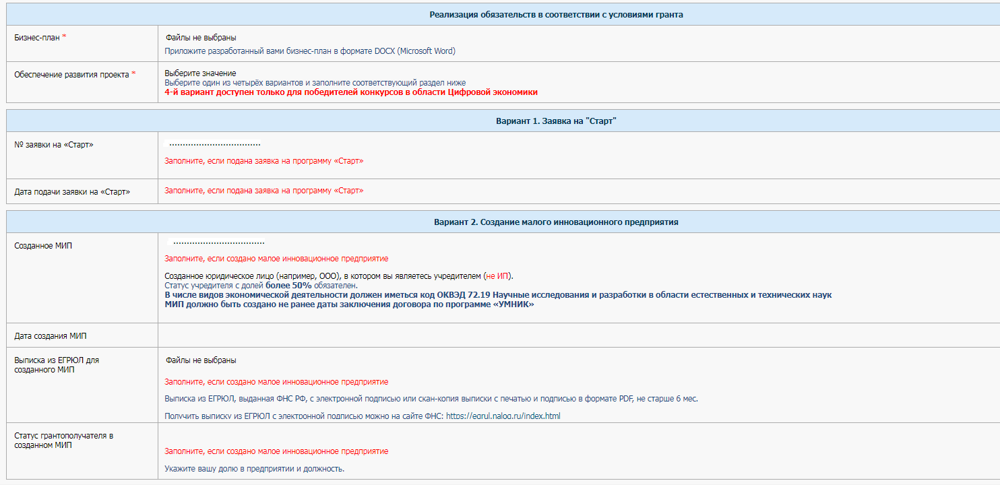 Реализация обязательств в соответствии с условиями гранта
Бизнес-план *
Файлы не выбраны
Приложите разработанный вами бизнес-план в формате DOCX (Microsoft Word)
Обеспечение развития проекта *
Выберите значение
Выберите один из четырёх вариантов и заполните соответствующий раздел ниже
4-й вариант доступен только для победителей конкурсов в области Цифровой экономики
Вариант 1. Заявка на "Старт"
№ заявки на «Старт»
Заполните, если подана заявка на программу «Старт»
Дата подачи заявки на «Старт»
Заполните, если подана заявка на программу «Старт»
Вариант 2. Создание малого инновационного предприятия
Созданное МИП
Заполните, если создано малое инновационное предприятие
Созданное юридическое лицо (например, ООО), в котором вы являетесь учредителем (не ИП).
Статус учредителя с долей более 50% обязателен.
В числе видов экономической деятельности должен иметься код ОКВЭД 72.19 Научные исследования и разработки в области естественных и технических наук
МИП должно быть создано не ранее даты заключения договора по программе «УМНИК»
Дата создания МИП
Выписка из ЕГРЮЛ для
созданного МИП
Файлы не выбраны
Заполните, если создано малое инновационное предприятие
Выписка из ЕГРЮЛ, выданная ФНС РФ, с электронной подписью или скан-копия выписки с печатью и подписью в формате PDF, не старше 6 мес.
Получить выписку из ЕГРЮЛ с электронной подписью можно на сайте ФНС: https://egrul.nalog.ru/index.html
Статус грантополучателя в
созданном МИП
Заполните, если создано малое инновационное предприятие
Укажите вашу долю в предприятии и должность.